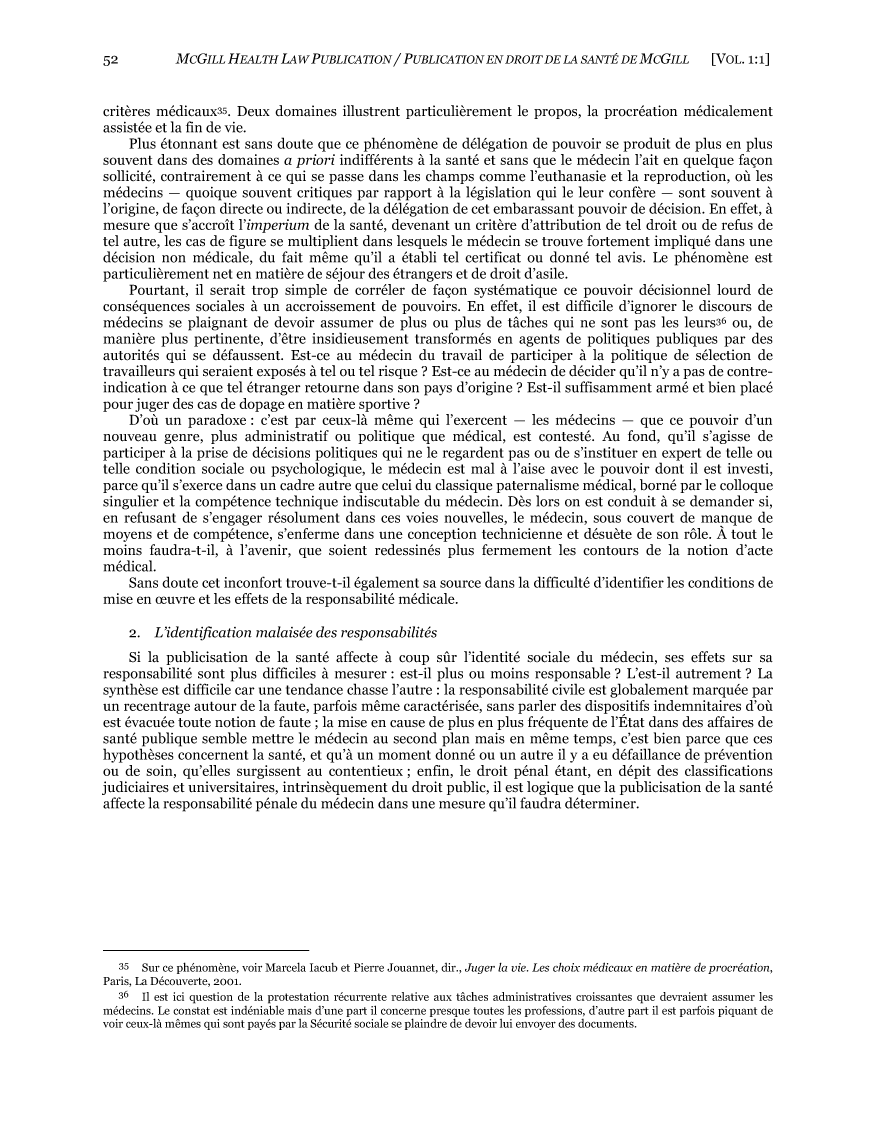 52 MCGILL HEALTH LAW PUBLICATION / PUBLICATION EN DROIT DE LA SANTÉ DE MCGILL [VOL. 1:1]
critères médicaux35. Deux domaines illustrent particulièrement le propos, la procréation médicalement
assistée et la fin de vie.
Plus étonnant est sans doute que ce phénomène de délégation de pouvoir se produit de plus en plus
souvent dans des domaines a priori indifférents à la santé et sans que le médecin l’ait en quelque façon
sollicité, contrairement à ce qui se passe dans les champs comme l’euthanasie et la reproduction, où les
médecins — quoique souvent critiques par rapport à la législation qui le leur confère — sont souvent à
l’origine, de façon directe ou indirecte, de la délégation de cet embarassant pouvoir de décision. En effet, à
mesure que s’accroît l’imperium de la santé, devenant un critère d’attribution de tel droit ou de refus de
tel autre, les cas de figure se multiplient dans lesquels le médecin se trouve fortement impliqué dans une
décision non médicale, du fait même qu’il a établi tel certificat ou donné tel avis. Le phénomène est
particulièrement net en matière de séjour des étrangers et de droit d’asile.
Pourtant, il serait trop simple de corréler de façon systématique ce pouvoir décisionnel lourd de
conséquences sociales à un accroissement de pouvoirs. En effet, il est difficile d’ignorer le discours de
médecins se plaignant de devoir assumer de plus ou plus de tâches qui ne sont pas les leurs36 ou, de
manière plus pertinente, d’être insidieusement transformés en agents de politiques publiques par des
autorités qui se défaussent. Est-ce au médecin du travail de participer à la politique de sélection de
travailleurs qui seraient exposés à tel ou tel risque ? Est-ce au médecin de décider qu’il n’y a pas de contre-
indication à ce que tel étranger retourne dans son pays d’origine ? Est-il suffisamment armé et bien placé
pour juger des cas de dopage en matière sportive ?
D’où un paradoxe : c’est par ceux-là même qui l’exercent — les médecins — que ce pouvoir d’un
nouveau genre, plus administratif ou politique que médical, est contesté. Au fond, qu’il s’agisse de
participer à la prise de décisions politiques qui ne le regardent pas ou de s’instituer en expert de telle ou
telle condition sociale ou psychologique, le médecin est mal à l’aise avec le pouvoir dont il est investi,
parce qu’il s’exerce dans un cadre autre que celui du classique paternalisme médical, borné par le colloque
singulier et la compétence technique indiscutable du médecin. Dès lors on est conduit à se demander si,
en refusant de s’engager résolument dans ces voies nouvelles, le médecin, sous couvert de manque de
moyens et de compétence, s’enferme dans une conception technicienne et désuète de son rôle. À tout le
moins faudra-t-il, à l’avenir, que soient redessinés plus fermement les contours de la notion d’acte
médical.
Sans doute cet inconfort trouve-t-il également sa source dans la difficulté d’identifier les conditions de
mise en œuvre et les effets de la responsabilité médicale.
2. L’identification malaisée des responsabilités
Si la publicisation de la santé affecte à coup sûr l’identité sociale du médecin, ses effets sur sa
responsabilité sont plus difficiles à mesurer : est-il plus ou moins responsable ? L’est-il autrement ? La
synthèse est difficile car une tendance chasse l’autre : la responsabilité civile est globalement marquée par
un recentrage autour de la faute, parfois même caractérisée, sans parler des dispositifs indemnitaires d’où
est évacuée toute notion de faute ; la mise en cause de plus en plus fréquente de l’État dans des affaires de
santé publique semble mettre le médecin au second plan mais en même temps, c’est bien parce que ces
hypothèses concernent la santé, et qu’à un moment donné ou un autre il y a eu défaillance de prévention
ou de soin, qu’elles surgissent au contentieux ; enfin, le droit pénal étant, en dépit des classifications
judiciaires et universitaires, intrinsèquement du droit public, il est logique que la publicisation de la santé
affecte la responsabilité pénale du médecin dans une mesure qu’il faudra déterminer.
35 Sur ce phénomène, voir Marcela Iacub et Pierre Jouannet, dir., Juger la vie. Les choix médicaux en matière de procréation,
Paris, La Découverte, 2001.
36 Il est ici question de la protestation récurrente relative aux tâches administratives croissantes que devraient assumer les
médecins. Le constat est indéniable mais d’une part il concerne presque toutes les professions, d’autre part il est parfois piquant de
voir ceux-là mêmes qui sont payés par la Sécurité sociale se plaindre de devoir lui envoyer des documents.